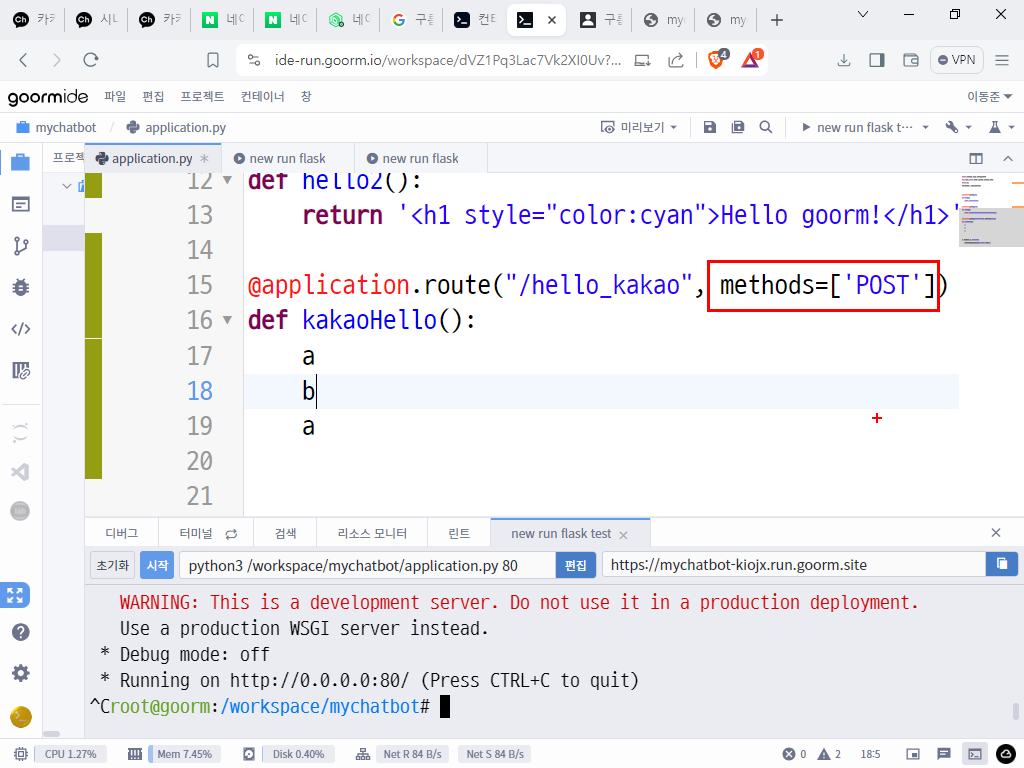 카카
시나
카카
네이
네이
네이
구름
컨테
구름
my
my
ide-run.goorm.io/workspace/dVZ1Pq3Lac7Vk2XI0Uv?...
4
1
VPN
goormide 파일 편집 프로젝트 컨테이너 창 이동준
mychatbot / application.py 미리보기 new run flask t···
프로젝 application.py new run flask new run flask
12 def hello2():
13 return '<h1 style="color:cyan">Hello goorm!</h1>'
14
15 @application.route("/hello_kakao", methods=['POST'])
16 def kakaoHello():
17 a
18 b
19 a
20
21
디버그 터미널 검색 리소스 모니터 린트 new run flask test
초기화 시작 python3 /workspace/mychatbot/application.py 80 편집 https://mychatbot-kiojx.run.goorm.site
WARNING: This is a development server. Do not use it in a production deployment.
Use a production WSGI server instead.
* Debug mode: off
* Running on http://0.0.0.0:80/ (Press CTRL+C to quit)
^Croot@goorm:/workspace/mychatbot#
CPU 1.27% Mem 7.45% Disk 0.40% Net R 84 B/s Net S 84 B/s 0 2 18:5